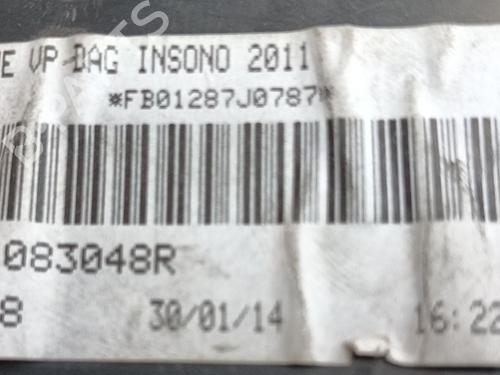 VP DAG INSONO 2011
*FB01287J0787*
083048R
8 30/01/14 16:22